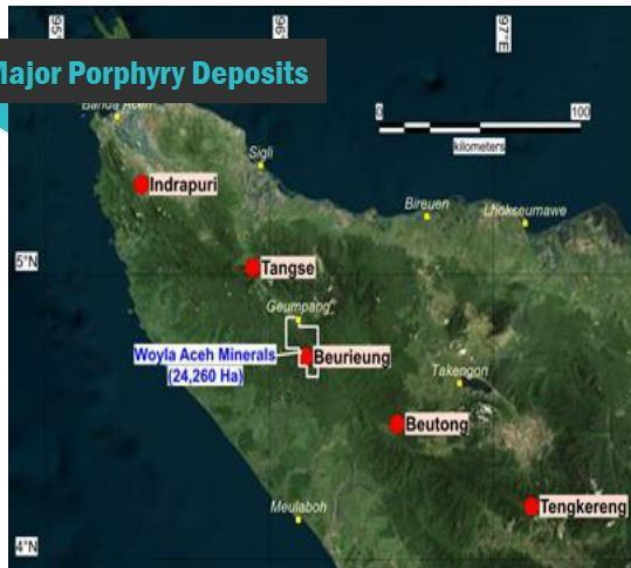 95°
96°
97°E
Major Porphyry Deposits
Banda Aceh
0
100
kilometers
Sigli
Indrapuri
Bireuen
Lhokseumawe
5°N
Tangse
Geumpang
Woyla Aceh Minerals
(24,260 Ha)
Beurieung
Takengon
Beutong
Meulaboh
Tengkereng
4°N